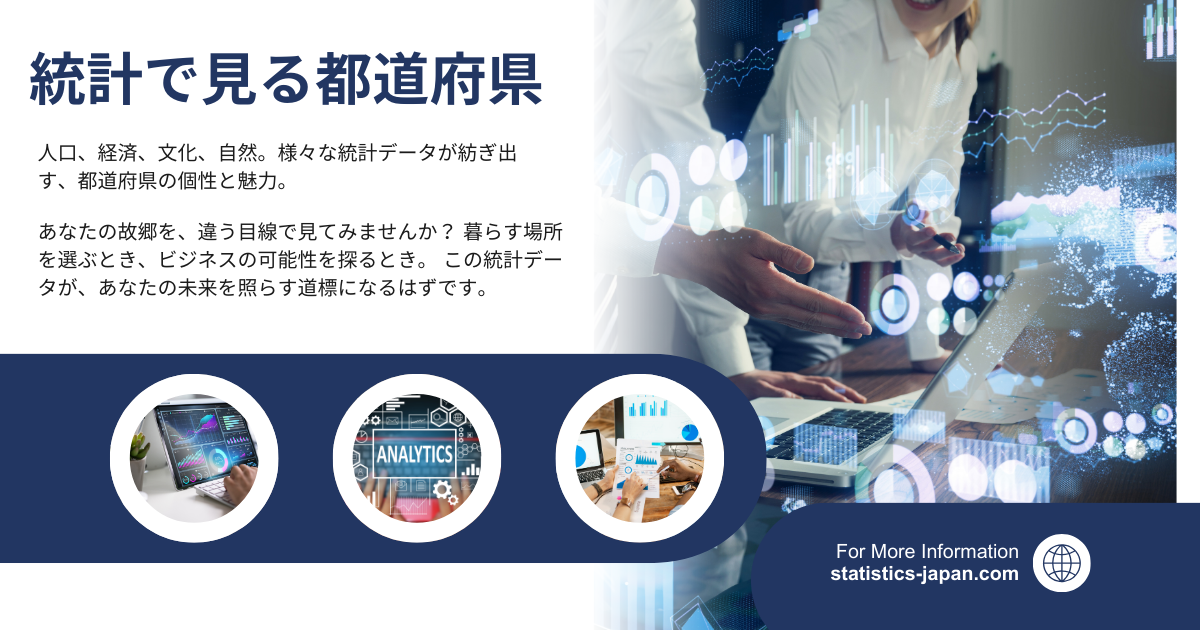 統計で見る都道府県
人口、経済、文化、自然。様々な統計データが紡ぎ出
す、都道府県の個性と魅力。
あなたの故郷を、違う目線で見てみませんか？ 暮らす場所
を選ぶとき、ビジネスの可能性を探るとき。 この統計デー
タが、あなたの未来を照らす道標になるはずです。
ANALYTICS
For More Information
statistics-japan.com